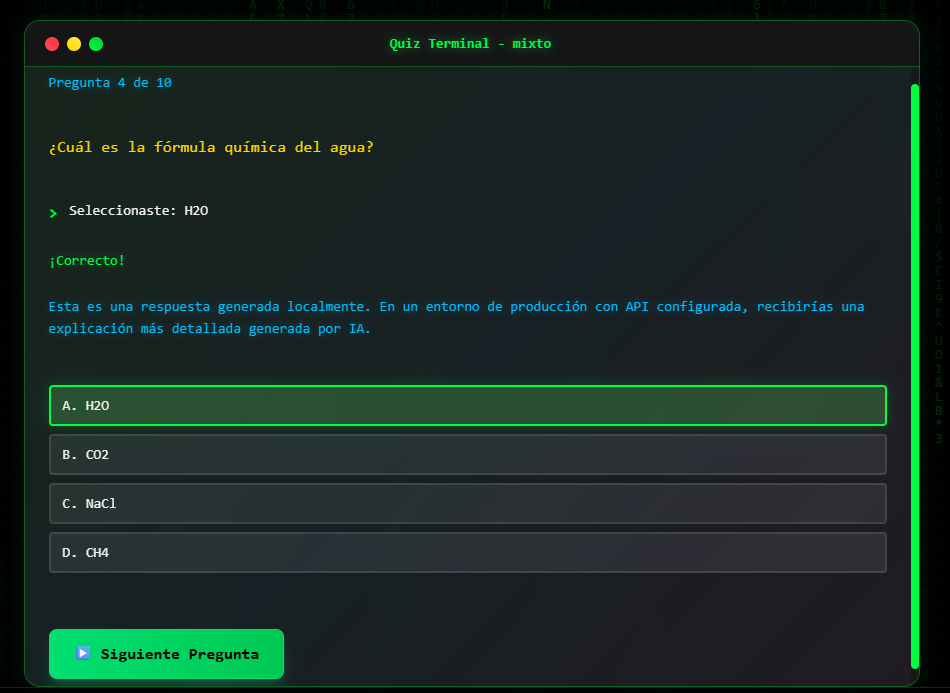 Quiz Terminal - mixto
Pregunta 4 de 10
¿Cuál es la fórmula química del agua?
› Seleccionaste: H2O
¡Correcto!
Esta es una respuesta generada localmente. En un entorno de producción con API configurada, recibirías una
explicación más detallada generada por IA.
A. H2O
B. CO2
C. NaCl
D. CH4
Siguiente Pregunta